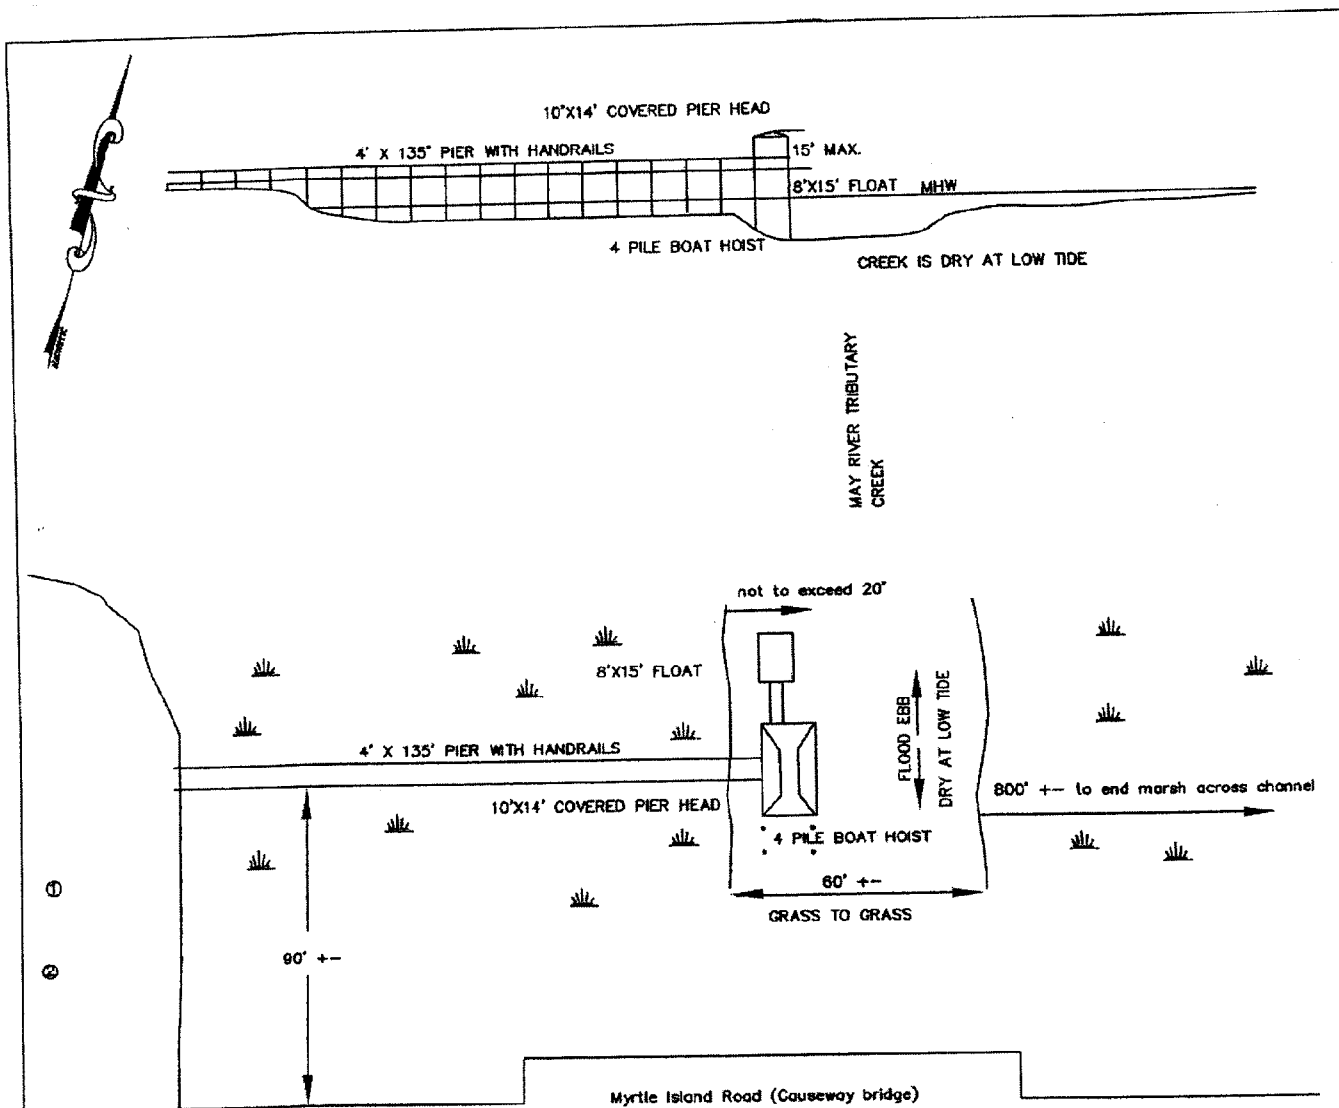 10'X14' COVERED PIER HEAD
4' X 135' PIER WITH HANDRAILS
15' MAX.
8'X15' FLOAT MHW
4 PILE BOAT HOIST
CREEK IS DRY AT LOW TIDE
MAY RIVER TRIBUTARY
CREEK
not to exceed 20'
8'X15' FLOAT
FLOOD EBB
DRY AT LOW TIDE
4' X 135' PIER WITH HANDRAILS
800' +- to end marsh across channel
10'X14' COVERED PIER HEAD
4 PILE BOAT HOIST
60' +-
GRASS TO GRASS
①
90' +-
②
Myrtle Island Road (Causeway bridge)